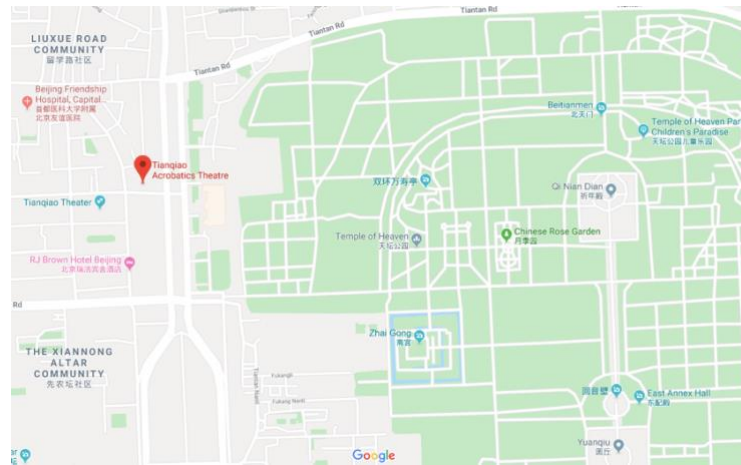 Tiantan Rd
LIUXUE ROAD
COMMUNITY
留学路社区
Tiantan Rd
Tiantan Rd
Beijing Friendship
Hospital, Capital...
首都医科大学附属
北京友谊医院
Beitianmen
北天门
Temple of Heaven Par
Children's Paradise
天坛公园儿童乐园
Tianqiao
Acrobatics Theatre
双环万寿亭
Qi Nian Dian
祈年殿
Tianqiao Theater
Temple of Heaven
天坛公园
Chinese Rose Garden
月季园
RJ Brown Hotel Beijing
北京瑞 宾 酒店
Rd
Zhai Gong
斋宫
THE XIANNONG
ALTAR
COMMUNITY
先农坛社区
Tiantan Nanli
回音壁
East Annex Hall
东配殿
Yuanqiu
圜丘
Google